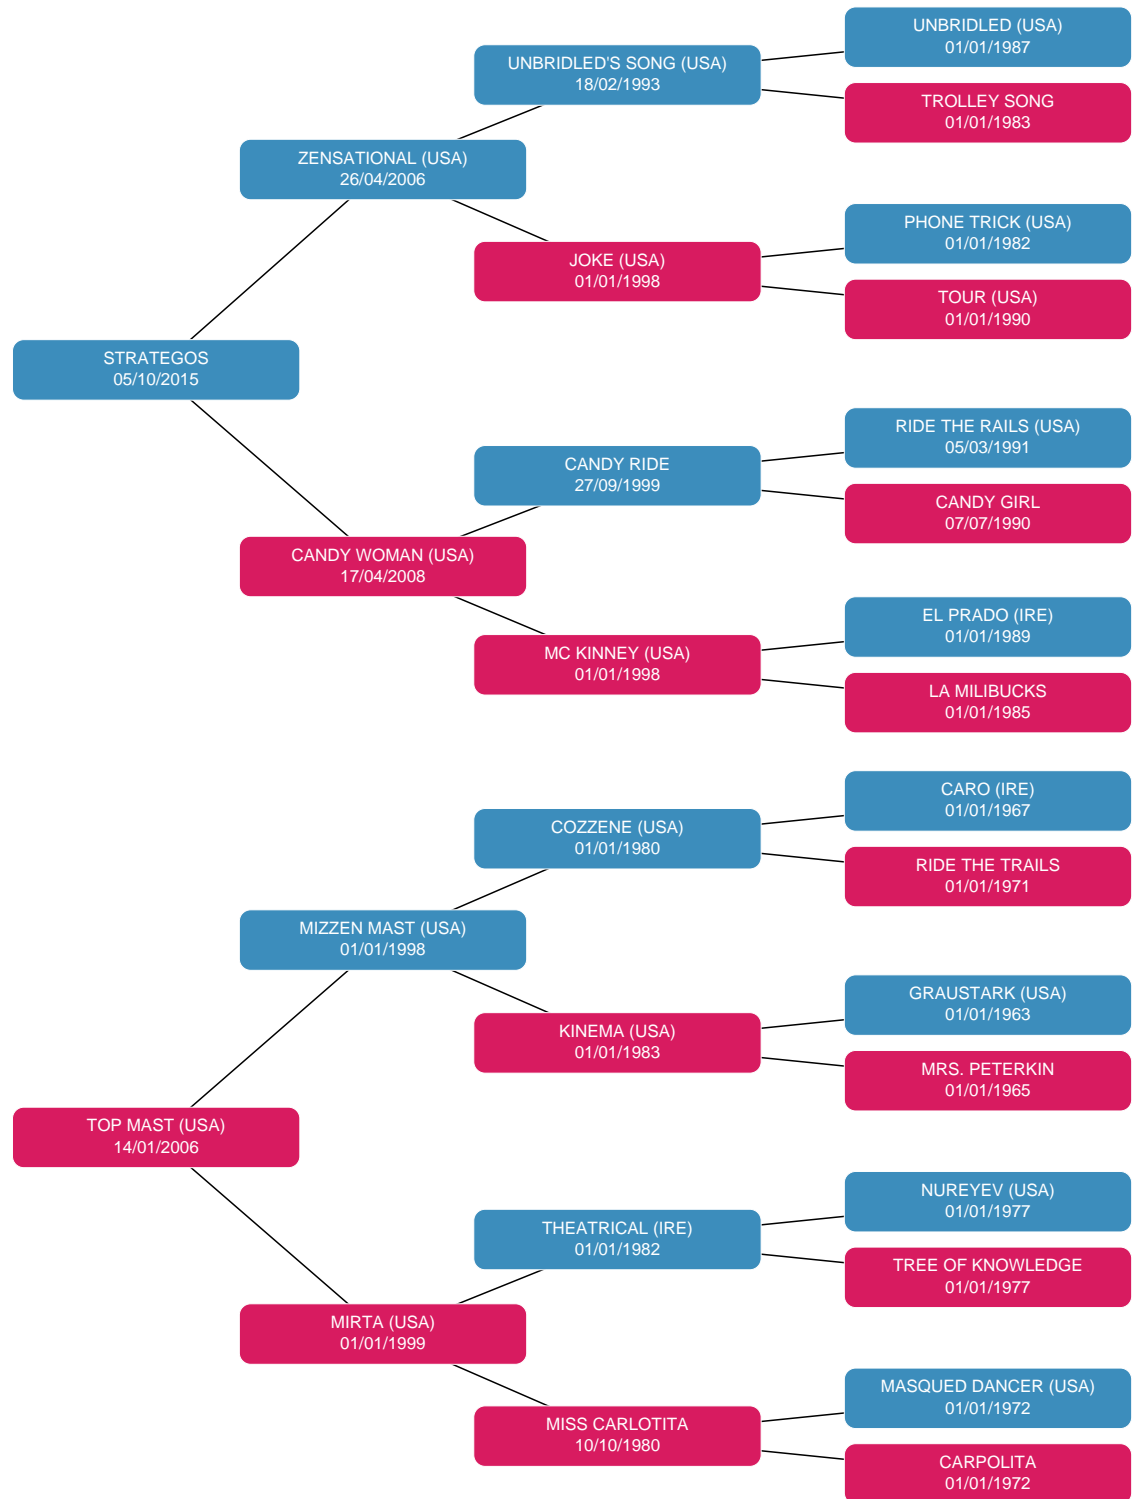 UNBRIDLED (USA)
01/01/1987
UNBRIDLED'S SONG (USA)
18/02/1993
TROLLEY SONG
01/01/1983
ZENSATIONAL (USA)
26/04/2006
PHONE TRICK (USA)
01/01/1982
JOKE (USA)
01/01/1998
TOUR (USA)
01/01/1990
STRATEGOS
05/10/2015
RIDE THE RAILS (USA)
05/03/1991
CANDY RIDE
27/09/1999
CANDY GIRL
07/07/1990
CANDY WOMAN (USA)
17/04/2008
EL PRADO (IRE)
01/01/1989
MC KINNEY (USA)
01/01/1998
LA MILIBUCKS
01/01/1985
CARO (IRE)
01/01/1967
COZZENE (USA)
01/01/1980
RIDE THE TRAILS
01/01/1971
MIZZEN MAST (USA)
01/01/1998
GRAUSTARK (USA)
01/01/1963
KINEMA (USA)
01/01/1983
MRS. PETERKIN
01/01/1965
TOP MAST (USA)
14/01/2006
NUREYEV (USA)
01/01/1977
THEATRICAL (IRE)
01/01/1982
TREE OF KNOWLEDGE
01/01/1977
MIRTA (USA)
01/01/1999
MASQUED DANCER (USA)
01/01/1972
MISS CARLOTITA
10/10/1980
CARPOLITA
01/01/1972